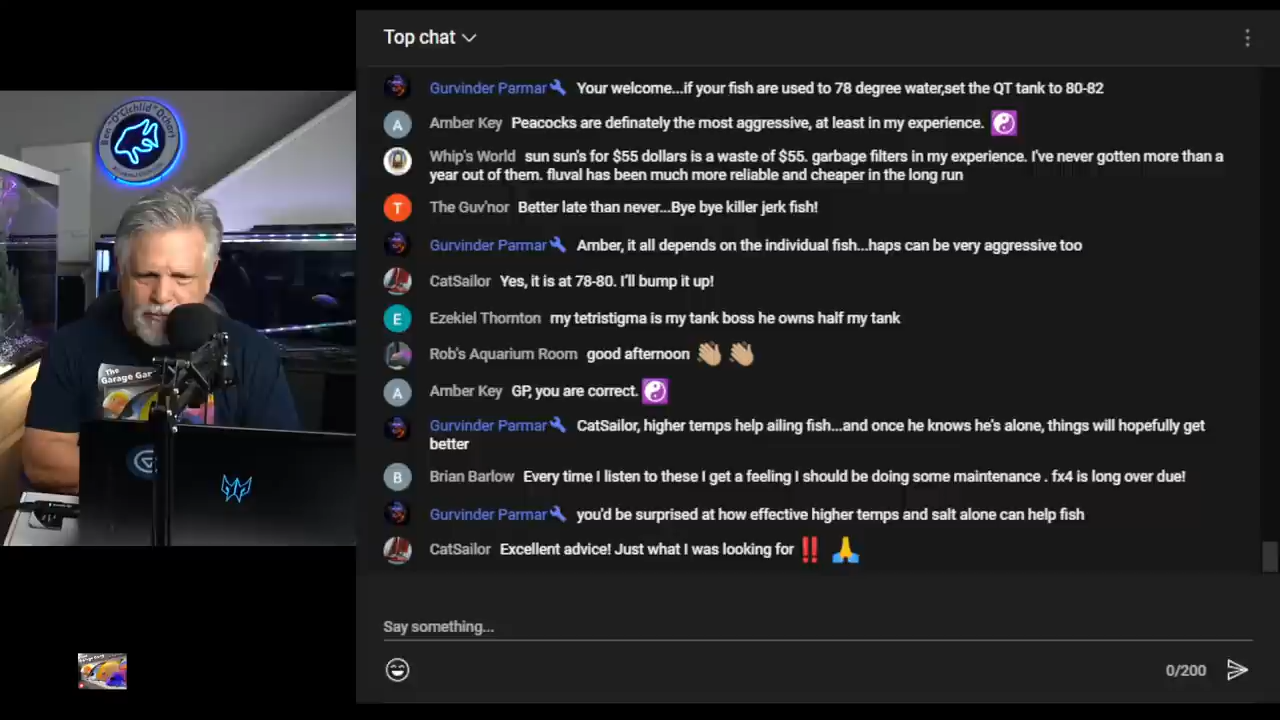 Ben "O'Cichlid" Ochart
Top chat
Gurvinder Parmar Your welcome...if your fish are used to 78 degree water,set the QT tank to 80-82
A Amber Key Peacocks are definately the most aggressive, at least in my experience.
Whip's World sun sun's for $55 dollars is a waste of $55. garbage filters in my experience. I've never gotten more than a
year out of them. fluval has been much more reliable and cheaper in the long run
T The Guv'nor Better late than never...Bye bye killer jerk fish!
Gurvinder Parmar Amber, it all depends on the individual fish...haps can be very aggressive too
CatSailor Yes, it is at 78-80. I'll bump it up!
E Ezekiel Thornton my tetristigma is my tank boss he owns half my tank
Rob's Aquarium Room good afternoon
A Amber Key GP, you are correct.
The
Garage Gar
Gurvinder Parmar CatSailor, higher temps help ailing fish...and once he knows he's alone, things will hopefully get
better
B Brian Barlow Every time I listen to these I get a feeling I should be doing some maintenance . fx4 is long over due!
Gurvinder Parmar you'd be surprised at how effective higher temps and salt alone can help fish
CatSailor Excellent advice! Just what I was looking for
Say something...
0/200